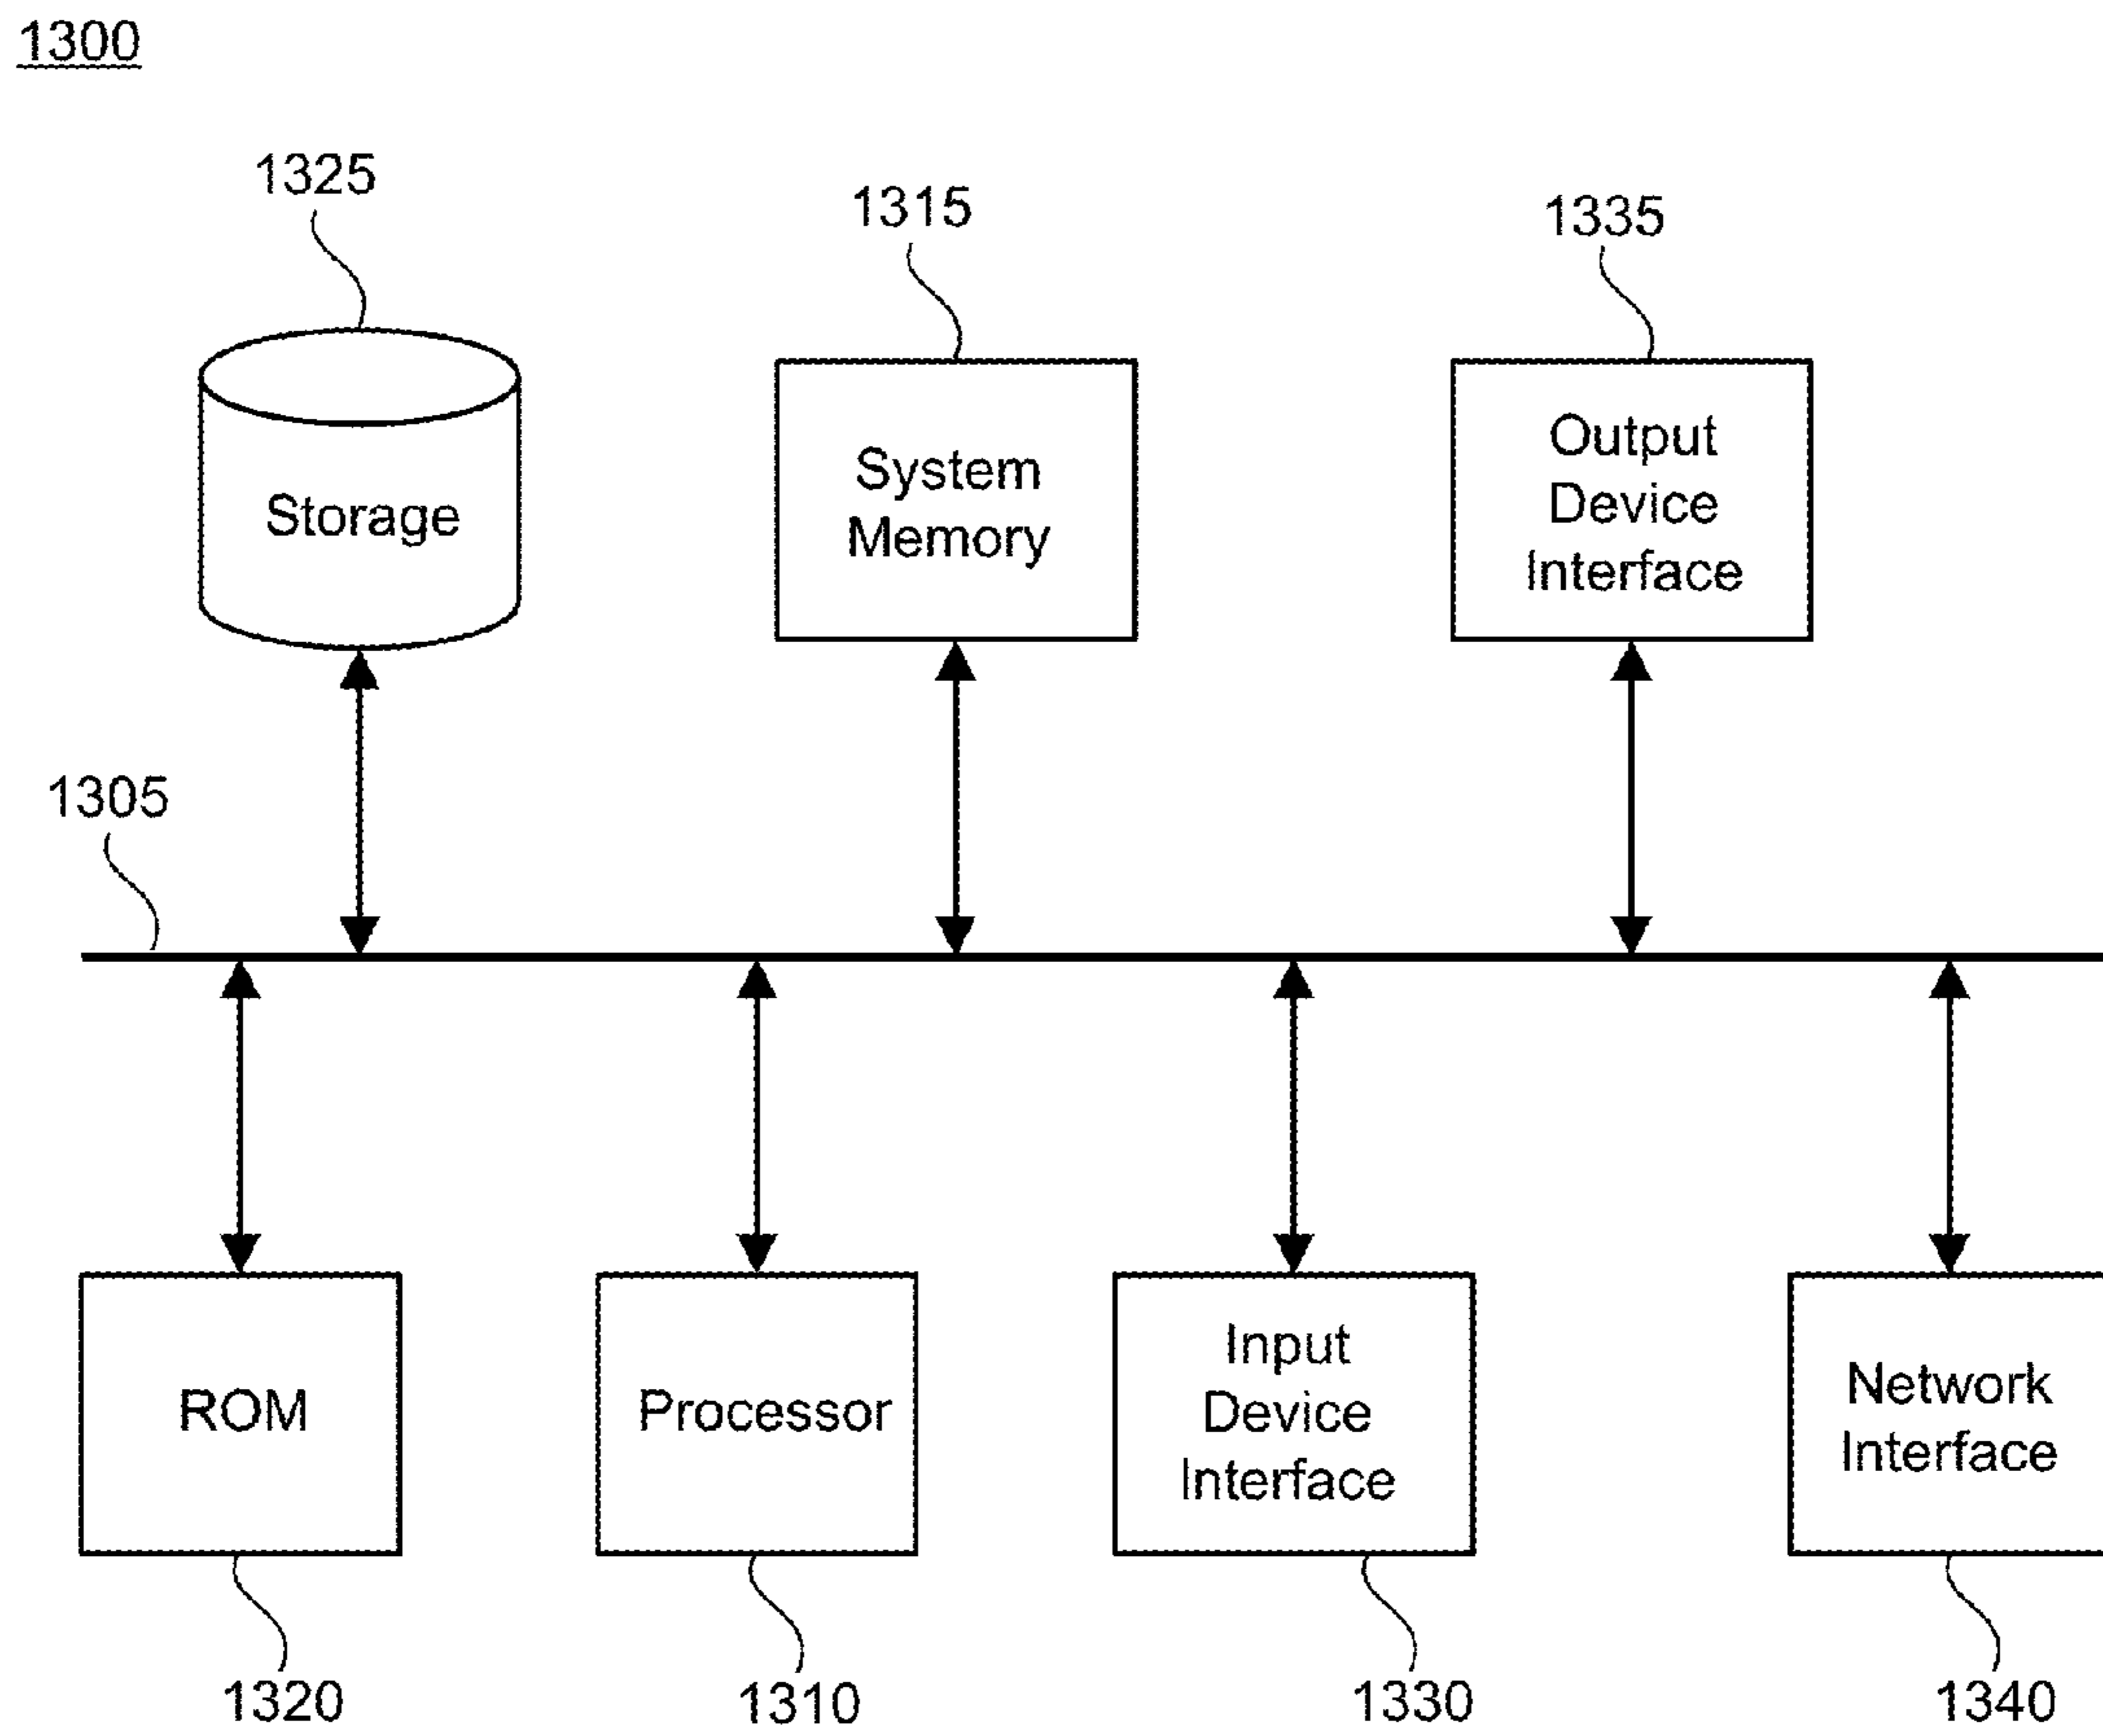 1300
1325
1315
1335
Storage
System
Memory
Output
Device
Interface
1305
ROM
Processor
Input
Device
Interface
Network
Interface
1320
1310
1330
1340